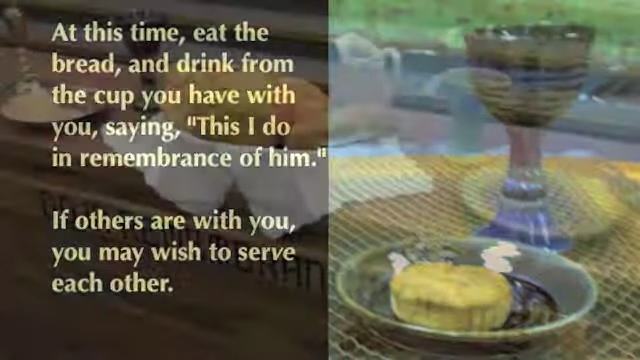 At this time, eat the
bread, and drink from
the cup you have with
you, saying, "This I do
in remembrance of him."
If others are with you,
you may wish to serve
each other.